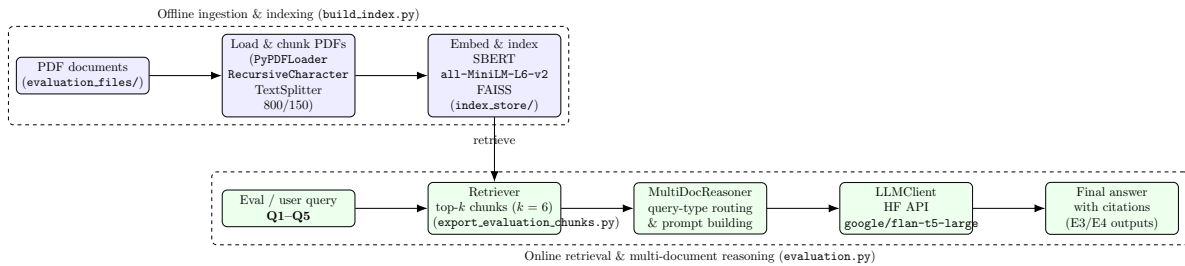 Offline ingestion & indexing (build_index.py)
PDF documents
(evaluation_files/)
Load & chunk PDFs
(PyPDFLoader
RecursiveCharacter
TextSplitter
800/150)
Embed & index
SBERT
all-MiniLM-L6-v2
FAISS
(index_store/)
retrieve
Eval / user query
Q1–Q5
Retriever
top-k chunks (k = 6)
(export_evaluation_chunks.py)
MultiDocReasoner
query-type routing
& prompt building
LLMClient
HF API
google/flan-t5-large
Final answer
with citations
(E3/E4 outputs)
Online retrieval & multi-document reasoning (evaluation.py)